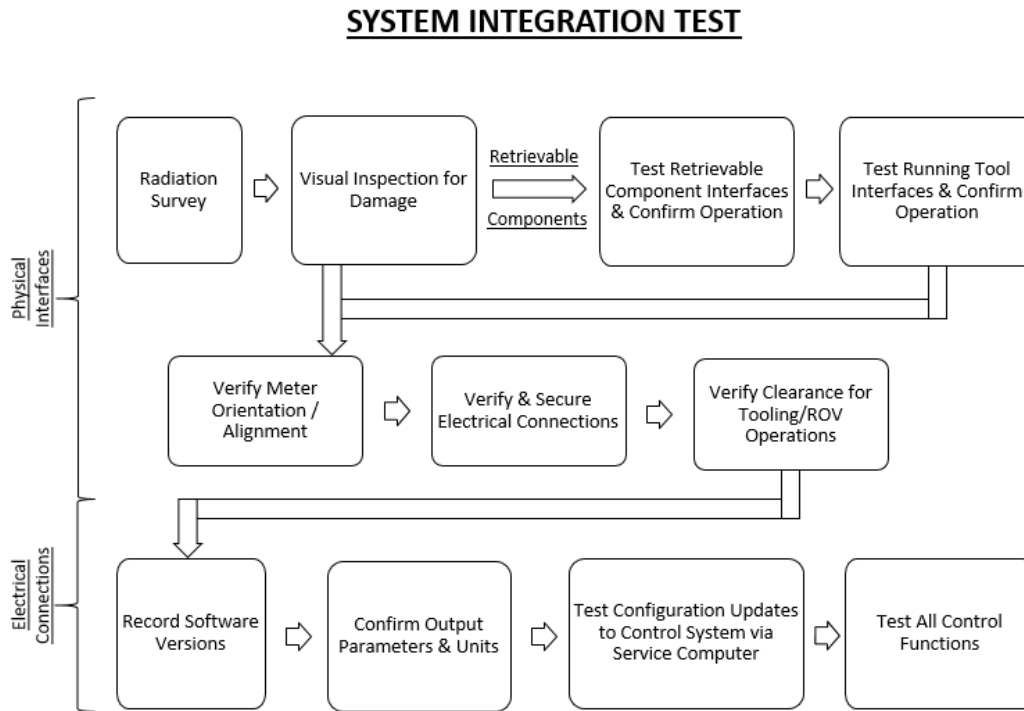 SYSTEM INTEGRATION TEST
Physical
Interfaces
Radiation
Survey
Visual Inspection for
Damage
Retrievable
Components
Test Retrievable
Component Interfaces
& Confirm Operation
Test Running Tool
Interfaces & Confirm
Operation
Verify Meter
Orientation /
Alignment
Verify & Secure
Electrical Connections
Verify Clearance for
Tooling/ROV
Operations
Electrical
Connections
Record Software
Versions
Confirm Output
Parameters & Units
Test Configuration Updates
to Control System via
Service Computer
Test All Control
Functions